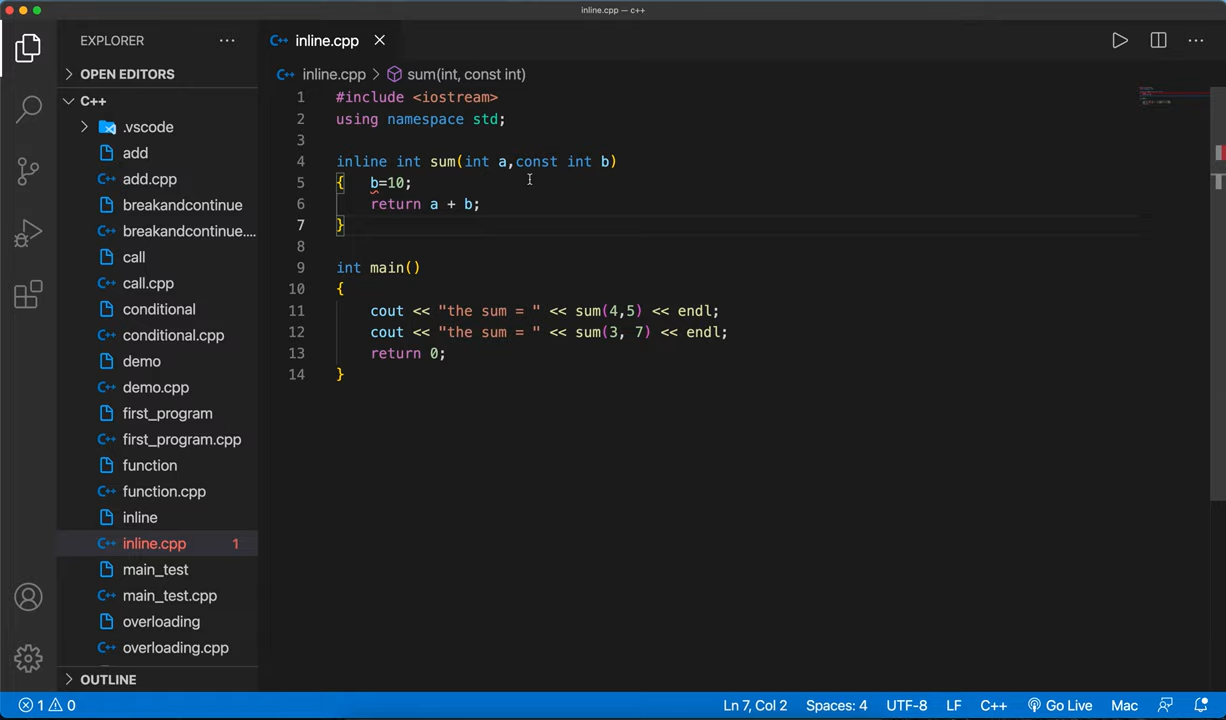 inline.cpp — c++
EXPLORER
inline.cpp
OPEN EDITORS
inline.cpp > sum(int, const int)
C++
.vscode
add
add.cpp
breakandcontinue
breakandcontinue....
call
call.cpp
conditional
conditional.cpp
demo
demo.cpp
first_program
first_program.cpp
function
function.cpp
inline
inline.cpp 1
main_test
main_test.cpp
overloading
overloading.cpp
OUTLINE
1 #include <iostream>
2 using namespace std;
3
4 inline int sum(int a,const int b)
5 { b=10;
6 return a + b;
7 }
8
9 int main()
10 {
11 cout << "the sum = " << sum(4,5) << endl;
12 cout << "the sum = " << sum(3, 7) << endl;
13 return 0;
14 }
1 0 Ln 7, Col 2 Spaces: 4 UTF-8 LF C++ Go Live Mac